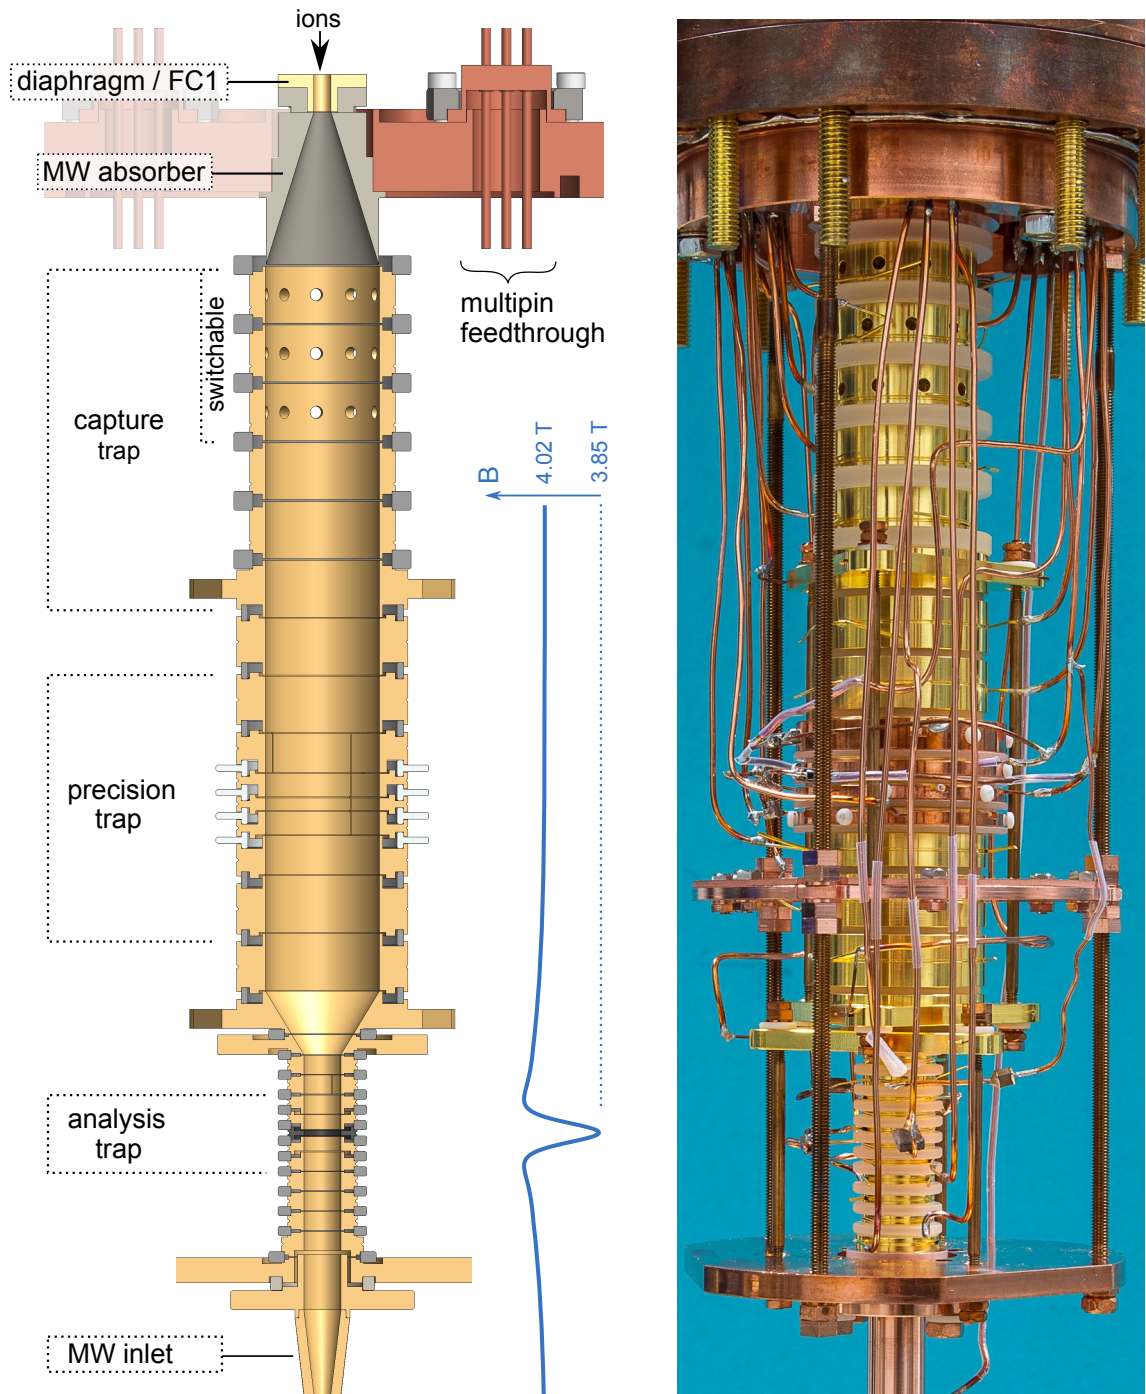 ions
diaphragm / FC1
MW absorber
switchable
multipin
feedthrough
capture
trap
B
4.02 T
3.85 T
precision
trap
analysis
trap
MW inlet